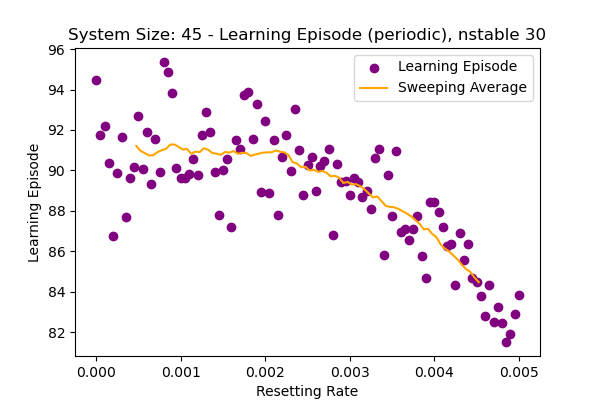 System Size: 45 - Learning Episode (periodic), nstable 30
Learning Episode
Sweeping Average
96
94
92
90
88
86
84
82
Learning Episode
0.000
0.001
0.002
0.003
0.004
0.005
Resetting Rate